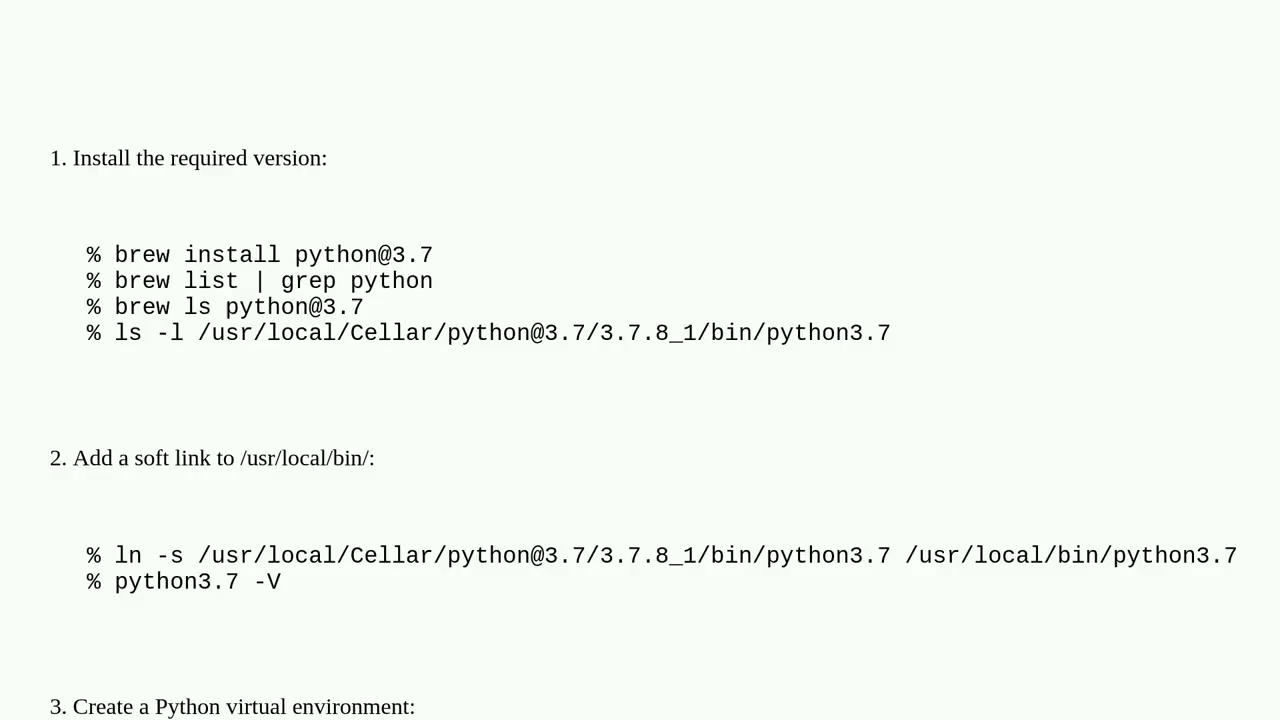 1. Install the required version:
% brew install python@3.7
% brew list | grep python
% brew ls python@3.7
% ls -l /usr/local/Cellar/python@3.7/3.7.8_1/bin/python3.7
2. Add a soft link to /usr/local/bin/:
% ln -s /usr/local/Cellar/python@3.7/3.7.8_1/bin/python3.7 /usr/local/bin/python3.7
% python3.7 -V
3. Create a Python virtual environment: